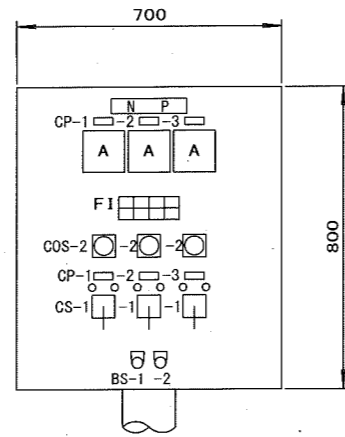 700
N P
CP-1 -2 -3
A A A
FI
800
COS-2 -2 -2
CP-1 -2 -3
CS-1 -1 -1
BS-1 -2